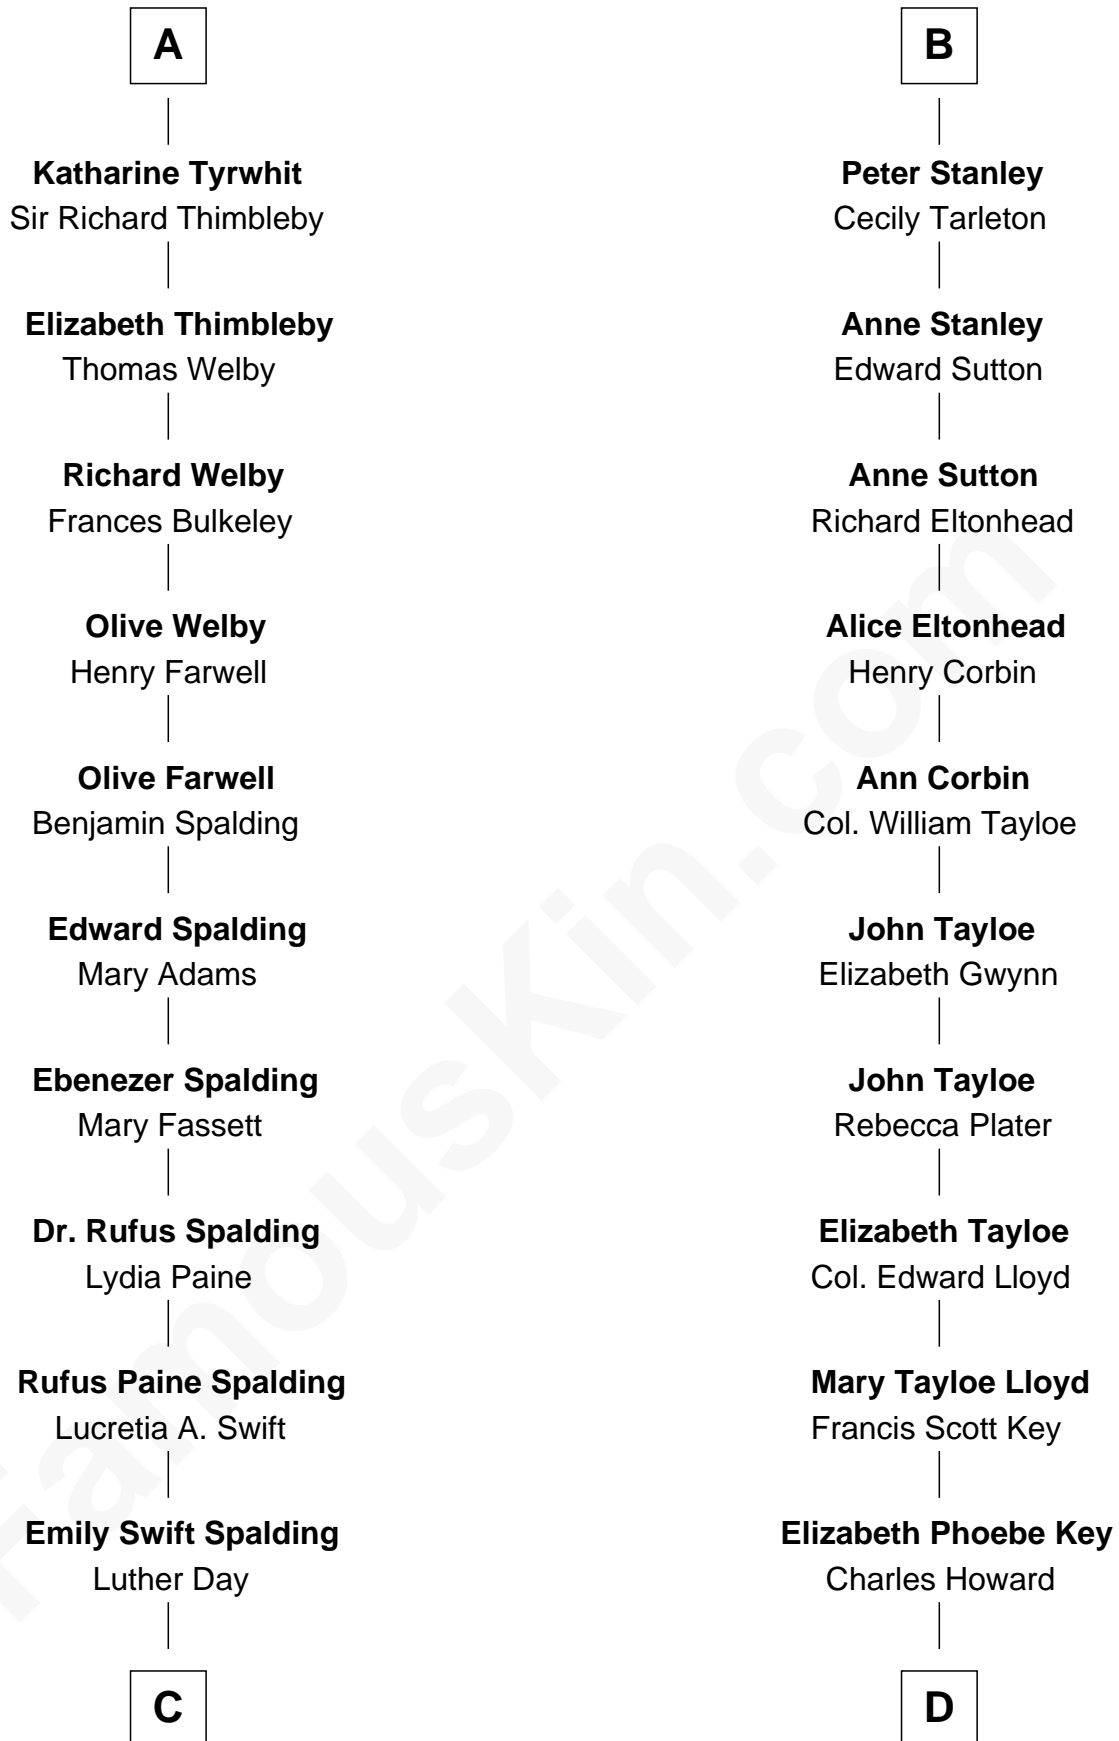 A
Katharine Tyrwhit
Sir Richard Thimbleby
Elizabeth Thimbleby
Thomas Welby
Richard Welby
Frances Bulkeley
Olive Welby
Henry Farwell
Olive Farwell
Benjamin Spalding
Edward Spalding
Mary Adams
Ebenezer Spalding
Mary Fassett
Dr. Rufus Spalding
Lydia Paine
Rufus Paine Spalding
Lucretia A. Swift
Emily Swift Spalding
Luther Day
C
B
Peter Stanley
Cecily Tarleton
Anne Stanley
Edward Sutton
Anne Sutton
Richard Eltonhead
Alice Eltonhead
Henry Corbin
Ann Corbin
Col. William Tayloe
John Tayloe
Elizabeth Gwynn
John Tayloe
Rebecca Plater
Elizabeth Tayloe
Col. Edward Lloyd
Mary Tayloe Lloyd
Francis Scott Key
Elizabeth Phoebe Key
Charles Howard
D
FamousKin.com